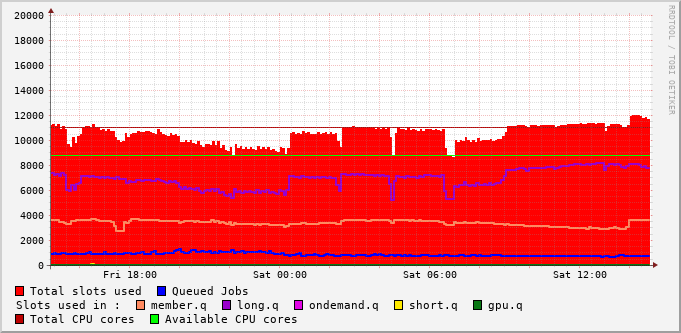 20000
18000
16000
14000
12000
10000
8000
6000
4000
2000
0
Fri 18:00 Sat 00:00 Sat 06:00 Sat 12:00
Total slots used Queued Jobs
Slots used in : member.q long.q ondemand.q short.q gpu.q
Total CPU cores Available CPU cores
RRDTOOL / TOBI OETIKER